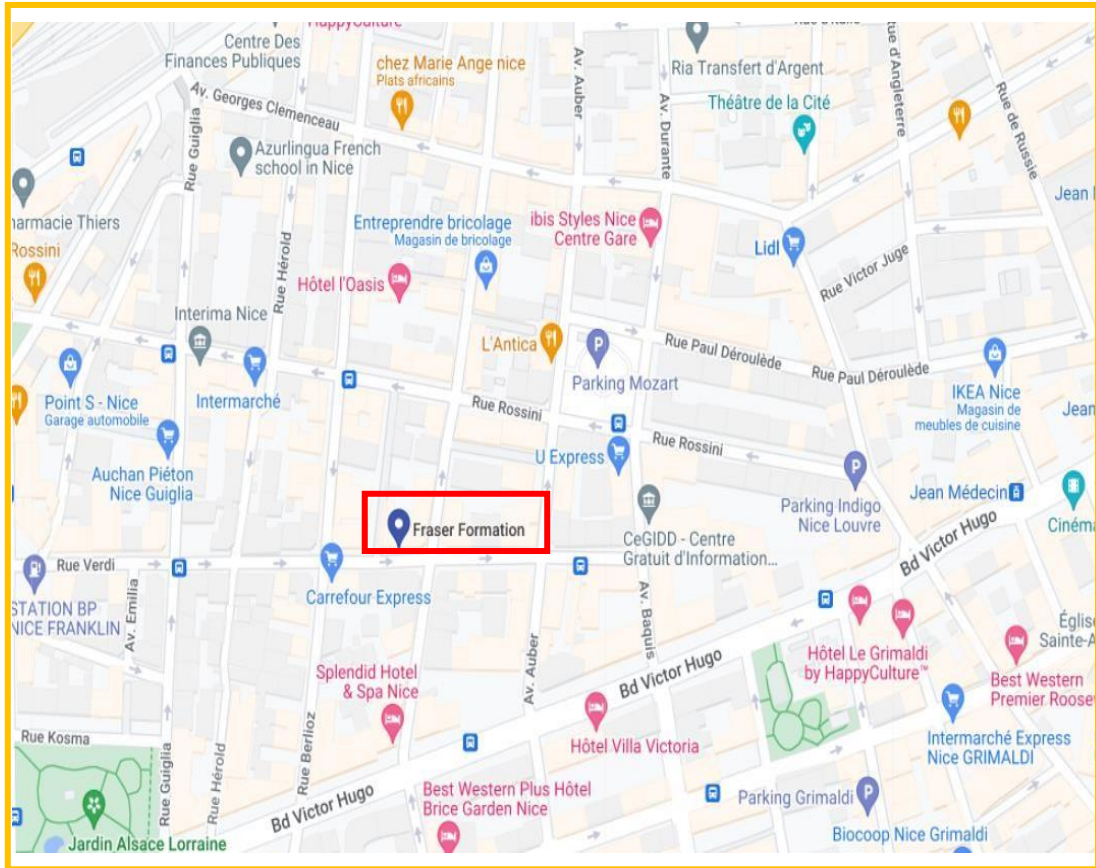 HappyCulture
Rue d'Italie
Centre Des
Finances Publiques
chez Marie Ange nice
Plats africains
Av. Georges Clemenceau
Av. Auber
Ria Transfert d'Argent
Rue d'Angleterre
Théâtre de la Cité
Rue de Russie
Av. Durante
Rue Guiglia
Azurlingua French
school in Nice
Jean
harmacie Thiers
Rossini
Entreprendre bricolage
Magasin de bricolage
ibis Styles Nice
Centre Gare
Lidl
Rue Victor Juge
Rue Hérold
Hôtel l'Oasis
Interima Nice
L'Antica
Rue Paul Déroulède
Rue Paul Déroulède
Parking Mozart
IKEA Nice
Magasin de
meubles de cuisine
Jean
Point S - Nice
Garage automobile
Intermarché
Rue Rossini
Rue Rossini
U Express
Auchan Piéton
Nice Guiglia
Parking Indigo
Nice Louvre
Jean Médecin
Cinéma
Fraser Formation
CeGIDD - Centre
Gratuit d'Information...
Bd Victor Hugo
Rue Verdi
STATION BP
NICE FRANKLIN
Av. Emilia
Carrefour Express
Av. Baquis
Église
Sainte-A
Hôtel Le Grimaldi
by HappyCulture™
Splendid Hotel
& Spa Nice
Av. Auber
Bd Victor Hugo
Best Western
Premier Roosev
Rue Kosma
Rue Guiglia
Rue Hérold
Rue Berlioz
Hôtel Villa Victoria
Intermarché Express
Nice GRIMALDI
Best Western Plus Hôtel
Brice Garden Nice
Parking Grimaldi
Bd Victor Hugo
Biocoop Nice Grimaldi
Jardin Alsace Lorraine